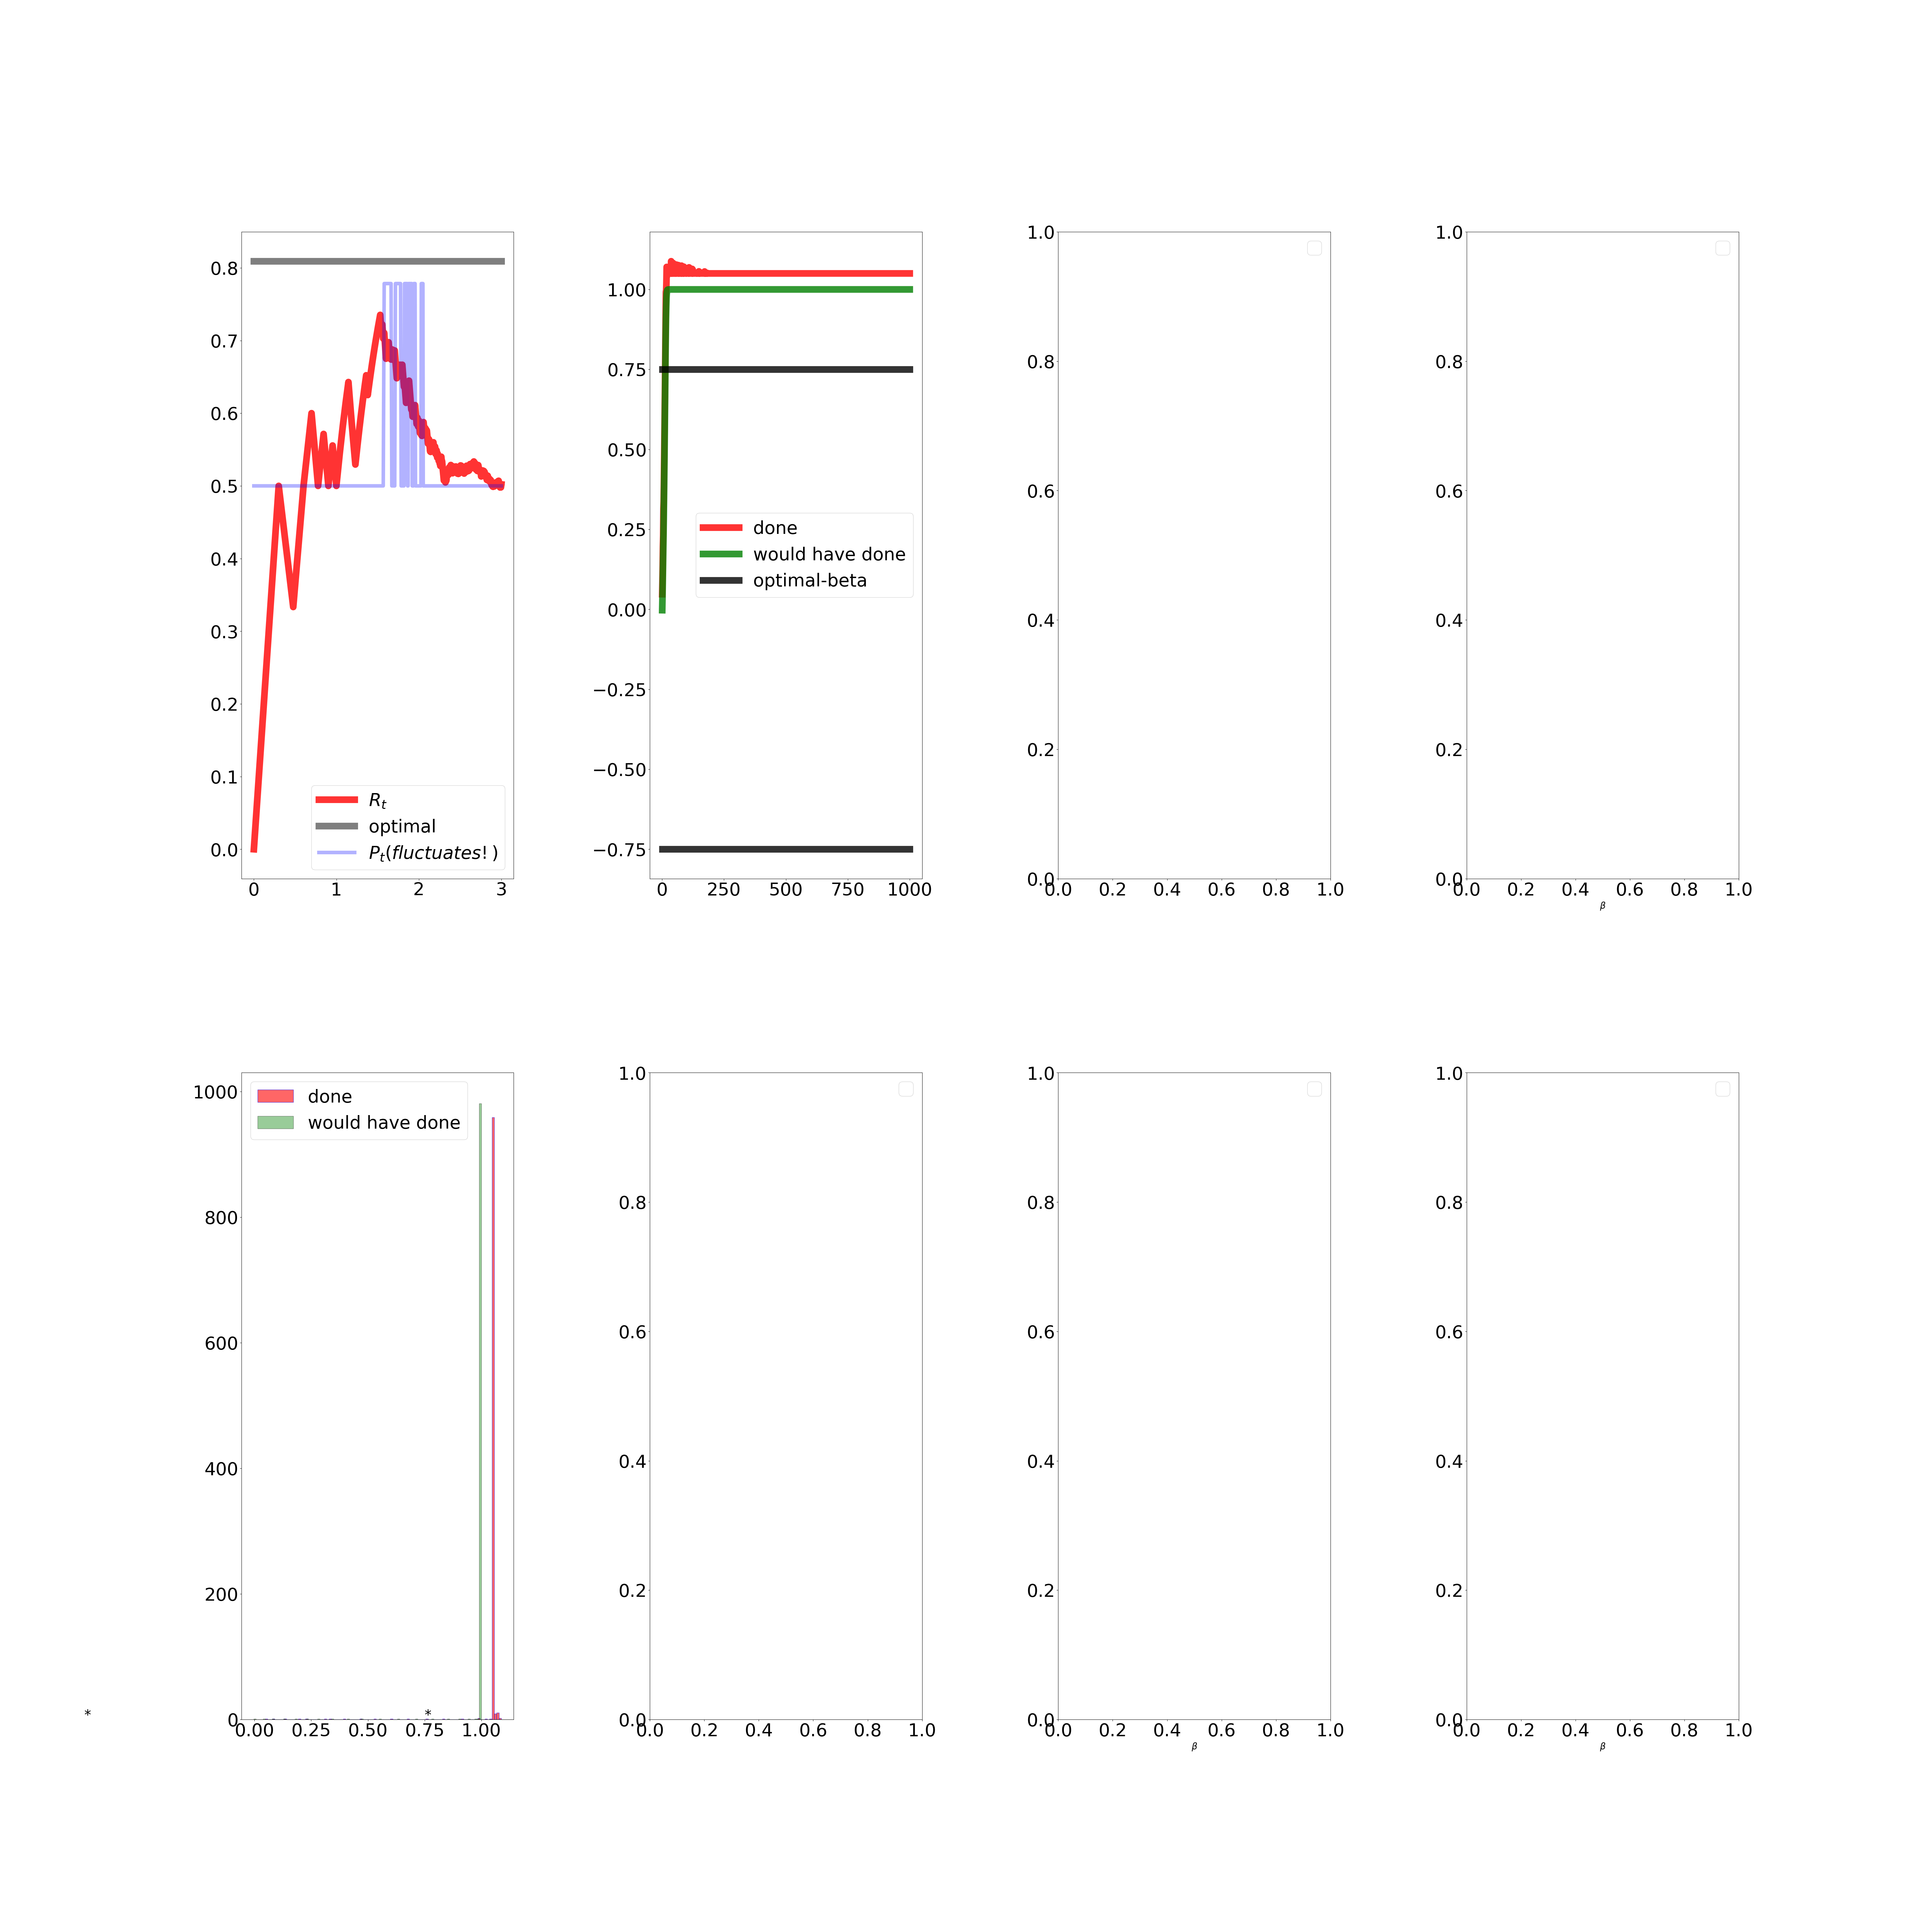 0.8
0.7
0.6
0.5
0.4
0.3
0.2
0.1
0.0
0 1 2 3
R_t
optimal
P_t(fluctuates!)
1.00
0.75
0.50
0.25
0.00
−0.25
−0.50
−0.75
0 250 500 750 1000
done
would have done
optimal-beta
1.0
0.8
0.6
0.4
0.2
0.0
0.0 0.2 0.4 0.6 0.8 1.0
1.0
0.8
0.6
0.4
0.2
0.0
0.0 0.2 0.4 0.6 0.8 1.0
β
1000
800
600
400
200
0
0.00 0.25 0.50 0.75 1.00
done
would have done
*
*
1.0
0.8
0.6
0.4
0.2
0.0
0.0 0.2 0.4 0.6 0.8 1.0
1.0
0.8
0.6
0.4
0.2
0.0
0.0 0.2 0.4 0.6 0.8 1.0
β
1.0
0.8
0.6
0.4
0.2
0.0
0.0 0.2 0.4 0.6 0.8 1.0
β